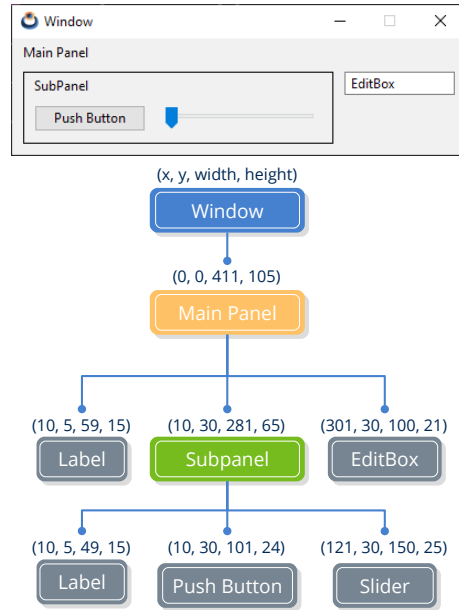 Window
Main Panel
SubPanel
EditBox
Push Button
(x, y, width, height)
Window
(0, 0, 411, 105)
Main Panel
(10, 5, 59, 15) (10, 30, 281, 65) (301, 30, 100, 21)
Label Subpanel EditBox
(10, 5, 49, 15) (10, 30, 101, 24) (121, 30, 150, 25)
Label Push Button Slider